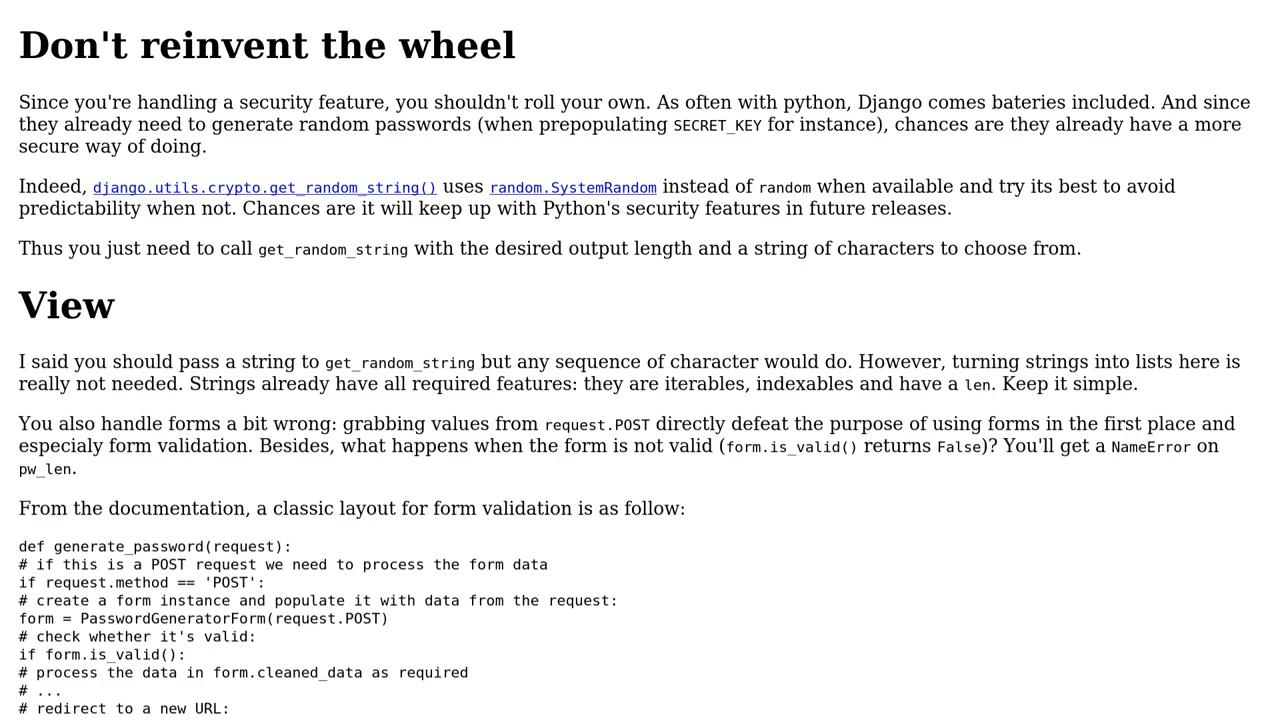 Don't reinvent the wheel
Since you're handling a security feature, you shouldn't roll your own. As often with python, Django comes bateries included. And since
they already need to generate random passwords (when prepopulating SECRET_KEY for instance), chances are they already have a more
secure way of doing.
Indeed, django.utils.crypto.get_random_string() uses random.SystemRandom instead of random when available and try its best to avoid
predictability when not. Chances are it will keep up with Python's security features in future releases.
Thus you just need to call get_random_string with the desired output length and a string of characters to choose from.
View
I said you should pass a string to get_random_string but any sequence of character would do. However, turning strings into lists here is
really not needed. Strings already have all required features: they are iterables, indexables and have a len. Keep it simple.
You also handle forms a bit wrong: grabbing values from request.POST directly defeat the purpose of using forms in the first place and
especialy form validation. Besides, what happens when the form is not valid (form.is_valid() returns False)? You'll get a NameError on
pw_len.
From the documentation, a classic layout for form validation is as follow:
def generate_password(request):
# if this is a POST request we need to process the form data
if request.method == 'POST':
# create a form instance and populate it with data from the request:
form = PasswordGeneratorForm(request.POST)
# check whether it's valid:
if form.is_valid():
# process the data in form.cleaned_data as required
# ...
# redirect to a new URL: